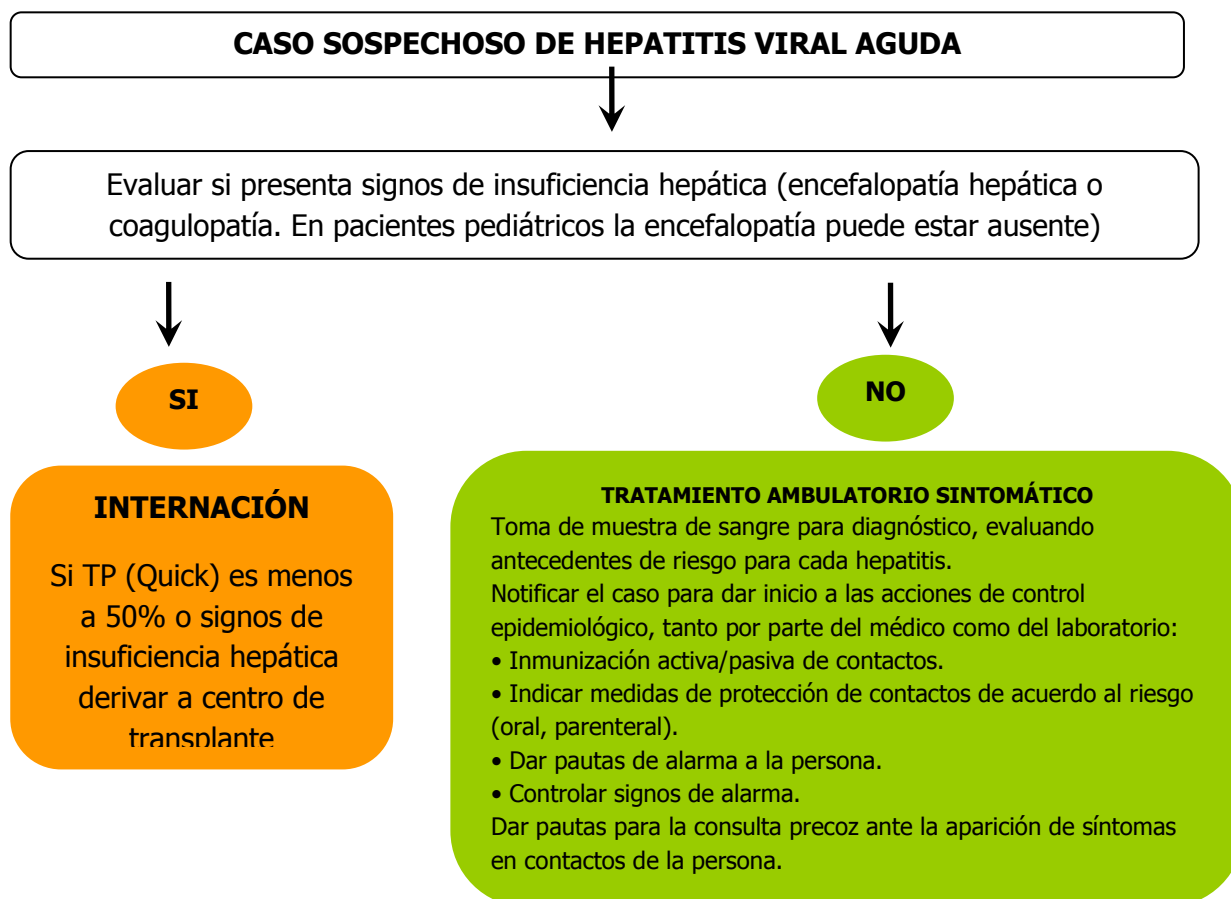 CASO SOSPECHOSO DE HEPATITIS VIRAL AGUDA
Evaluar si presenta signos de insuficiencia hepática (encefalopatía hepática o
coagulopatía. En pacientes pediátricos la encefalopatía puede estar ausente)
SI
NO
INTERNACIÓN
Si TP (Quick) es menos
a 50% o signos de
insuficiencia hepática
derivar a centro de
transplante
TRATAMIENTO AMBULATORIO SINTOMÁTICO
Toma de muestra de sangre para diagnóstico, evaluando
antecedentes de riesgo para cada hepatitis.
Notificar el caso para dar inicio a las acciones de control
epidemiológico, tanto por parte del médico como del laboratorio:
• Inmunización activa/pasiva de contactos.
• Indicar medidas de protección de contactos de acuerdo al riesgo
(oral, parenteral).
• Dar pautas de alarma a la persona.
• Controlar signos de alarma.
Dar pautas para la consulta precoz ante la aparición de síntomas
en contactos de la persona.